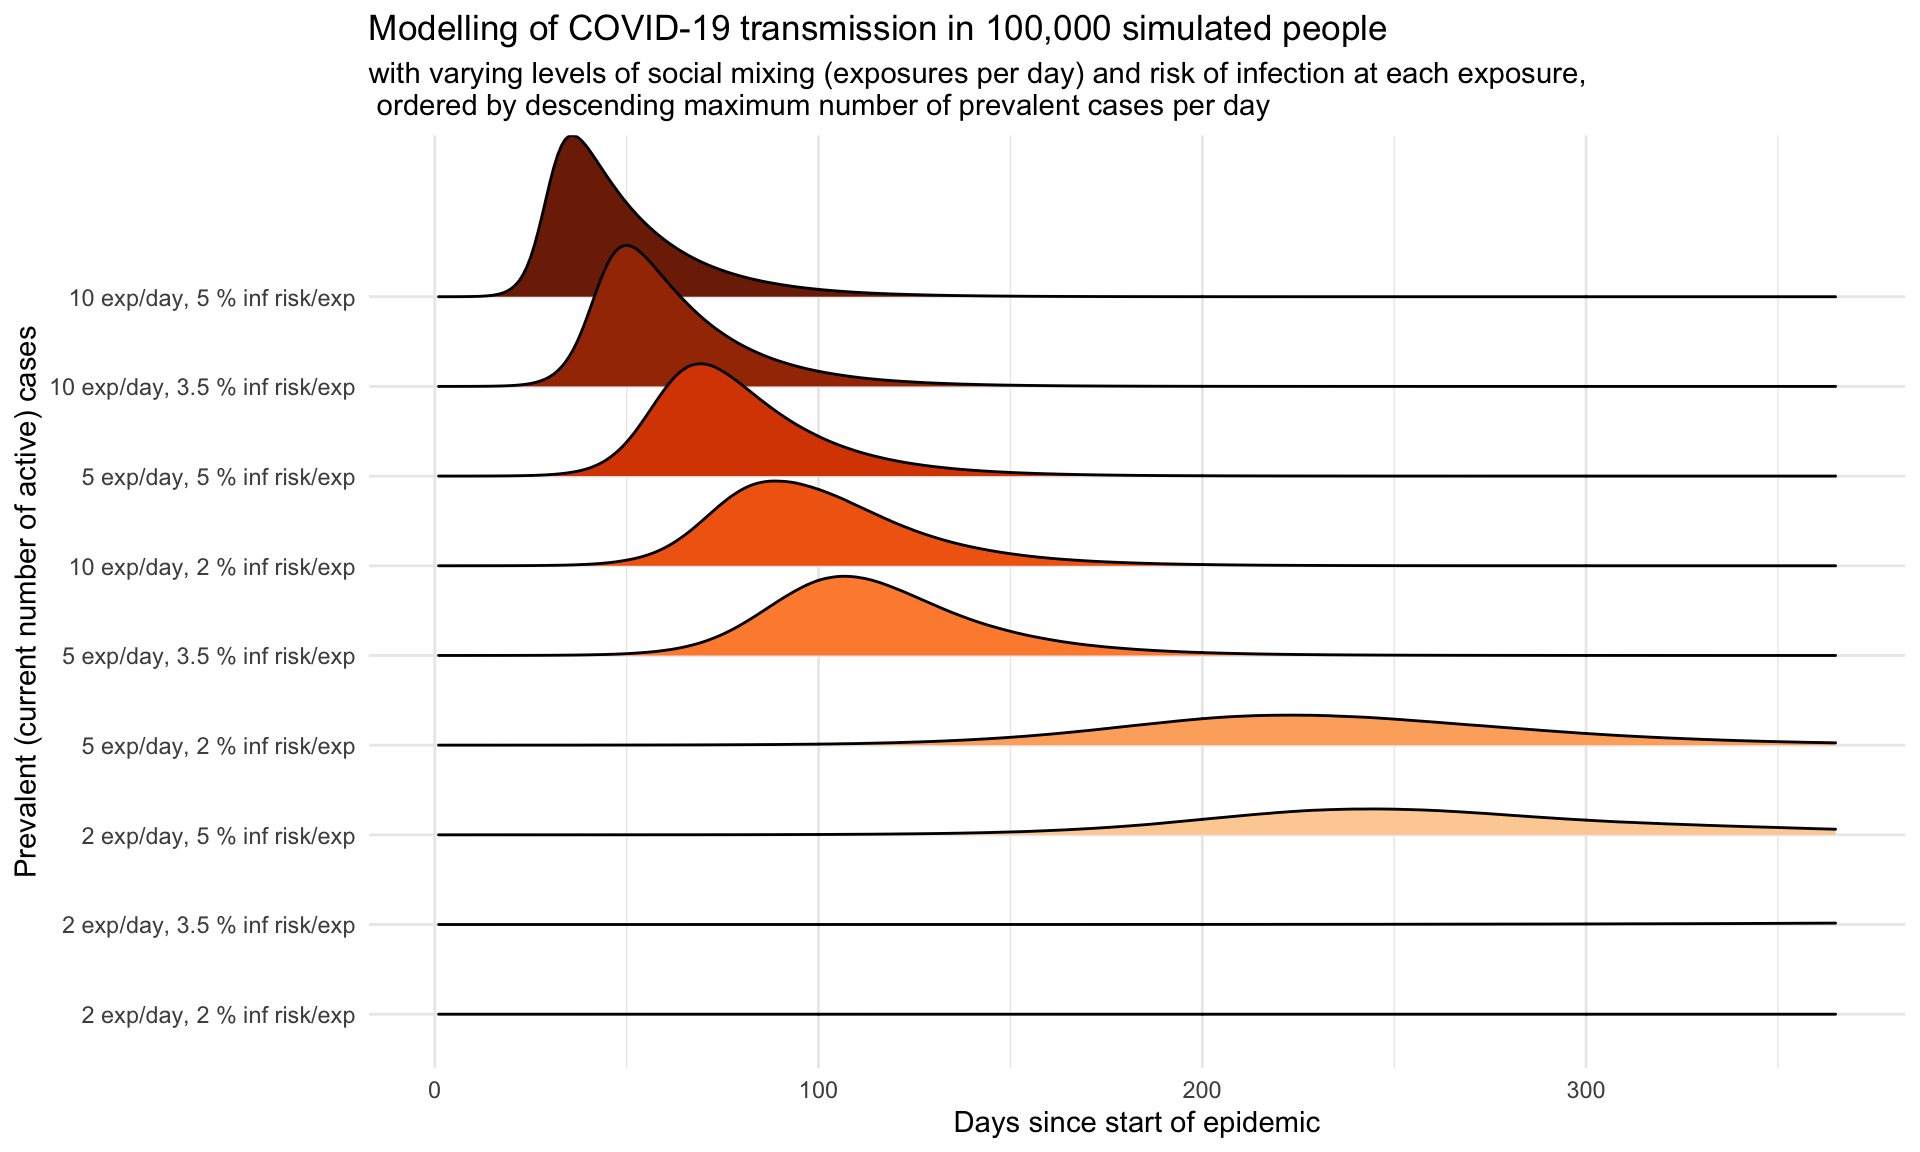 Modelling of COVID-19 transmission in 100,000 simulated people
with varying levels of social mixing (exposures per day) and risk of infection at each exposure,
ordered by descending maximum number of prevalent cases per day
Prevalent (current number of active) cases
10 exp/day, 5 % inf risk/exp
10 exp/day, 3.5 % inf risk/exp
5 exp/day, 5 % inf risk/exp
10 exp/day, 2 % inf risk/exp
5 exp/day, 3.5 % inf risk/exp
5 exp/day, 2 % inf risk/exp
2 exp/day, 5 % inf risk/exp
2 exp/day, 3.5 % inf risk/exp
2 exp/day, 2 % inf risk/exp
0 100 200 300
Days since start of epidemic